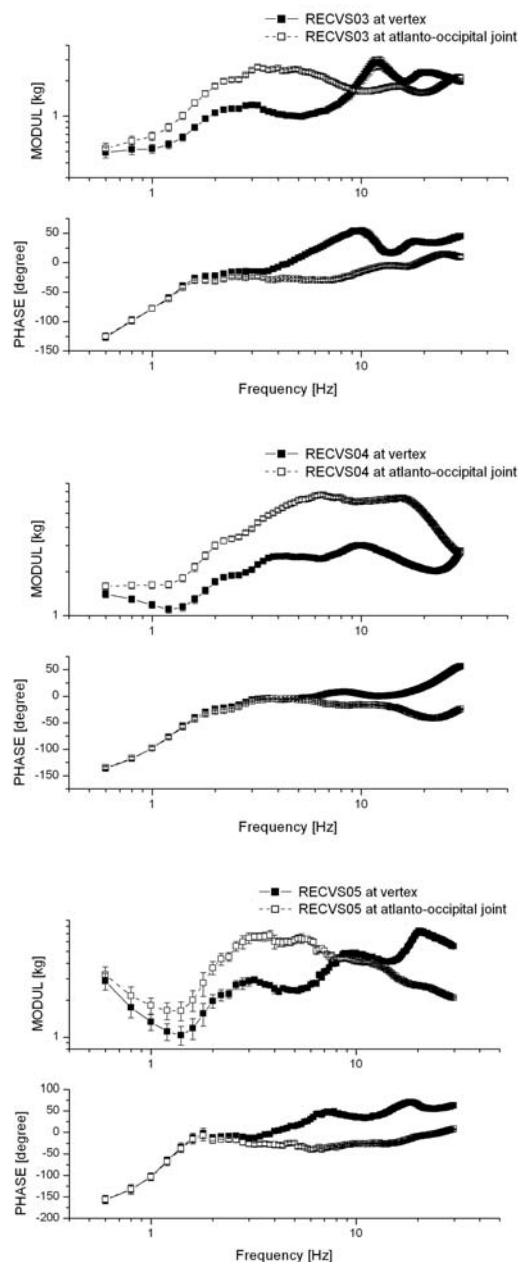 RECVS03 at vertex
RECVS03 at atlanto-occipital joint
MODUL [kg]
1
1 10
PHASE [degree]
50
0
-50
-100
-150
1 10
Frequency [Hz]
RECVS04 at vertex
RECVS04 at atlanto-occipital joint
MODUL [kg]
1
1 10
PHASE [degree]
50
0
-50
-100
-150
1 10
Frequency [Hz]
RECVS05 at vertex
RECVS05 at atlanto-occipital joint
MODUL [kg]
1
1 10
PHASE [degree]
100
50
0
-50
-100
-150
-200
1 10
Frequency [Hz]